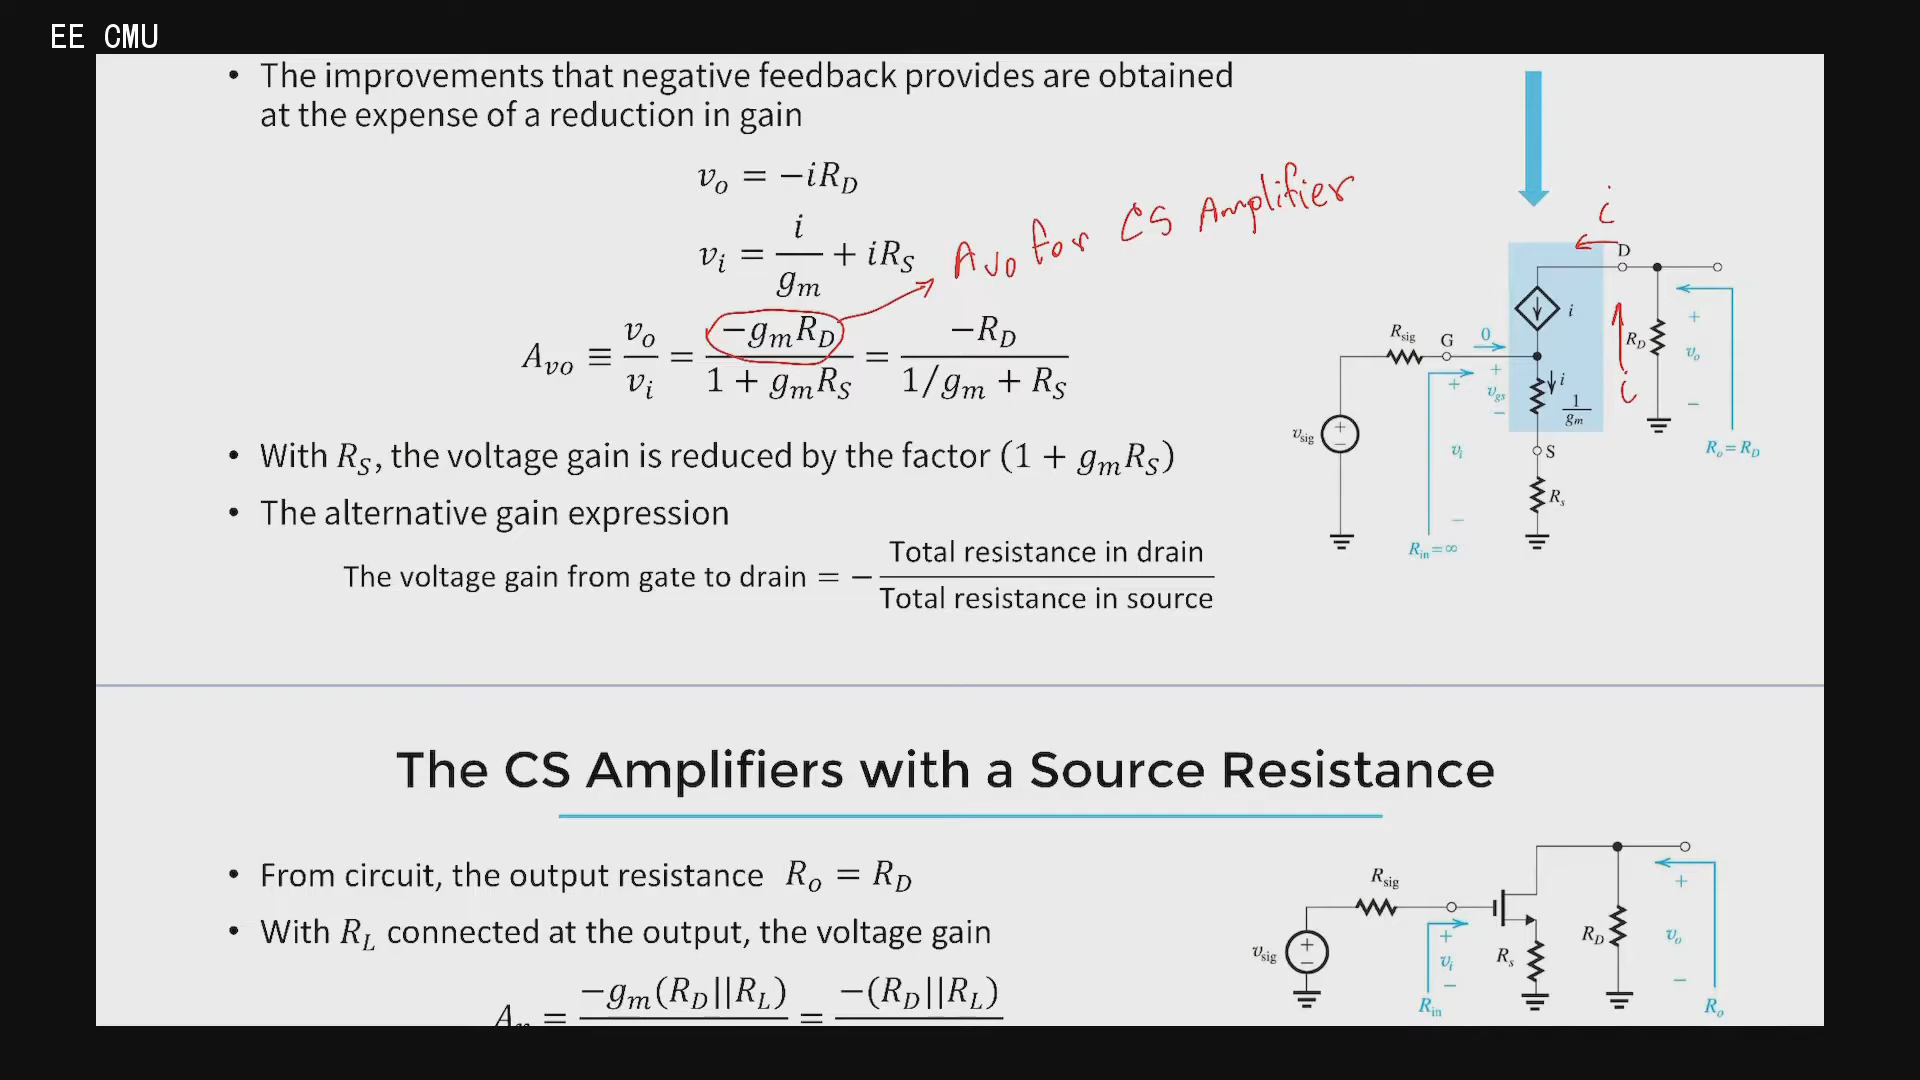 EE CMU
• The improvements that negative feedback provides are obtained
at the expense of a reduction in gain
v_o = −iR_D
v_i = i/g_m + iR_S
A_vo for CS Amplifier
A_vo ≡ v_o/v_i = −g_mR_D/(1 + g_mR_S) = −R_D/(1/g_m + R_S)
• With R_S, the voltage gain is reduced by the factor (1 + g_mR_S)
• The alternative gain expression
The voltage gain from gate to drain = − Total resistance in drain / Total resistance in source
i
D
i
R_sig
G
0
+
+
v_gs
−
i
1/g_m
R_D
i
+
v_o
−
v_sig
+
−
v_i
−
S
R_s
R_in = ∞
R_o = R_D
The CS Amplifiers with a Source Resistance
• From circuit, the output resistance R_o = R_D
• With R_L connected at the output, the voltage gain
A_v = −g_m(R_D||R_L) = −(R_D||R_L)
R_sig
v_sig
+
−
+
v_i
−
R_in
R_s
R_D
+
v_o
−
R_o